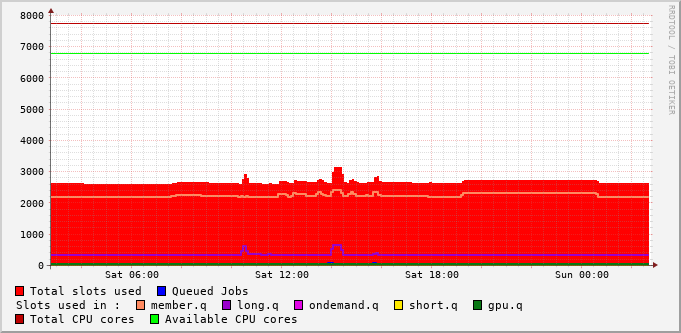 RRDTOOL / TOBI OETIKER
8000
7000
6000
5000
4000
3000
2000
1000
0
Sat 06:00 Sat 12:00 Sat 18:00 Sun 00:00
Total slots used Queued Jobs
Slots used in : member.q long.q ondemand.q short.q gpu.q
Total CPU cores Available CPU cores